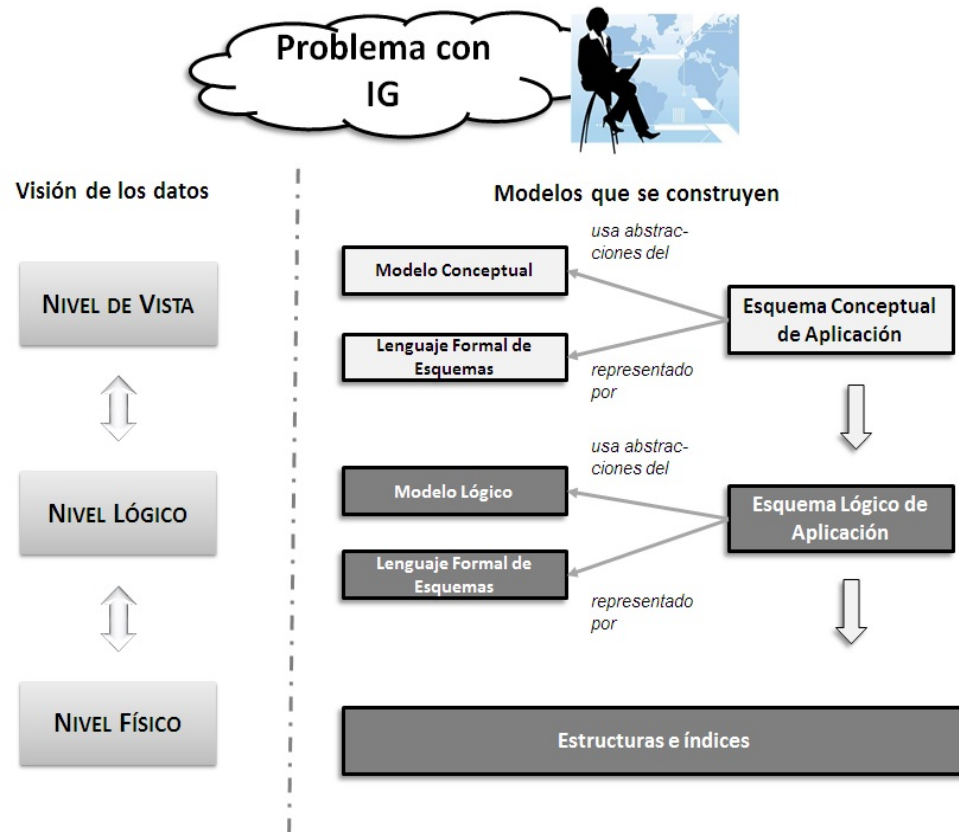 Problema con
IG
Visión de los datos
Modelos que se construyen
NIVEL DE VISTA
usa abstrac-
ciones del
Modelo Conceptual
Esquema Conceptual
de Aplicación
Lenguaje Formal de
Esquemas
representado
por
NIVEL LÓGICO
usa abstrac-
ciones del
Modelo Lógico
Esquema Lógico de
Aplicación
Lenguaje Formal de
Esquemas
representado
por
NIVEL FÍSICO
Estructuras e índices